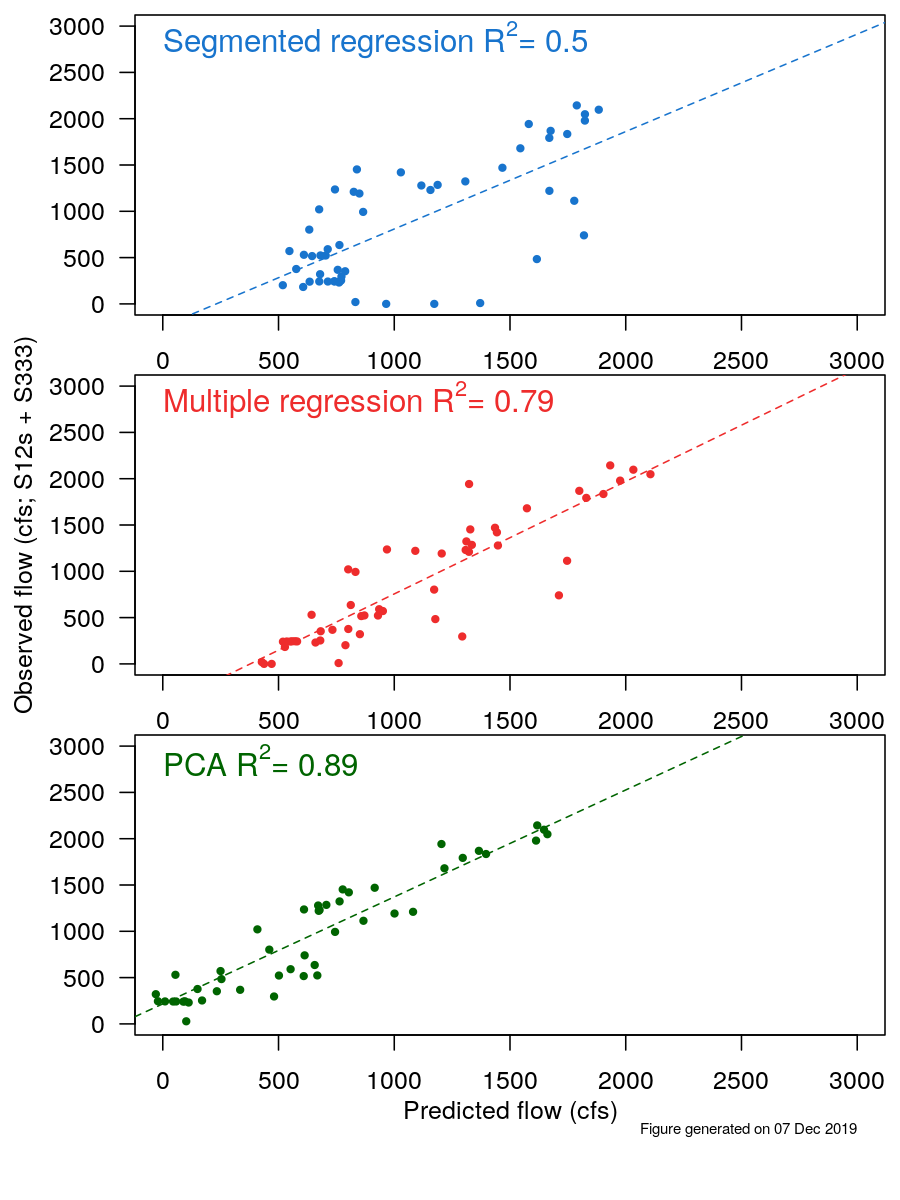 Segmented regression R2= 0.5
3000
2500
2000
1500
1000
500
0
0 500 1000 1500 2000 2500 3000
Multiple regression R2= 0.79
3000
2500
2000
1500
1000
500
0
0 500 1000 1500 2000 2500 3000
PCA R2= 0.89
3000
2500
2000
1500
1000
500
0
0 500 1000 1500 2000 2500 3000
Observed flow (cfs; S12s + S333)
Predicted flow (cfs)
Figure generated on 07 Dec 2019